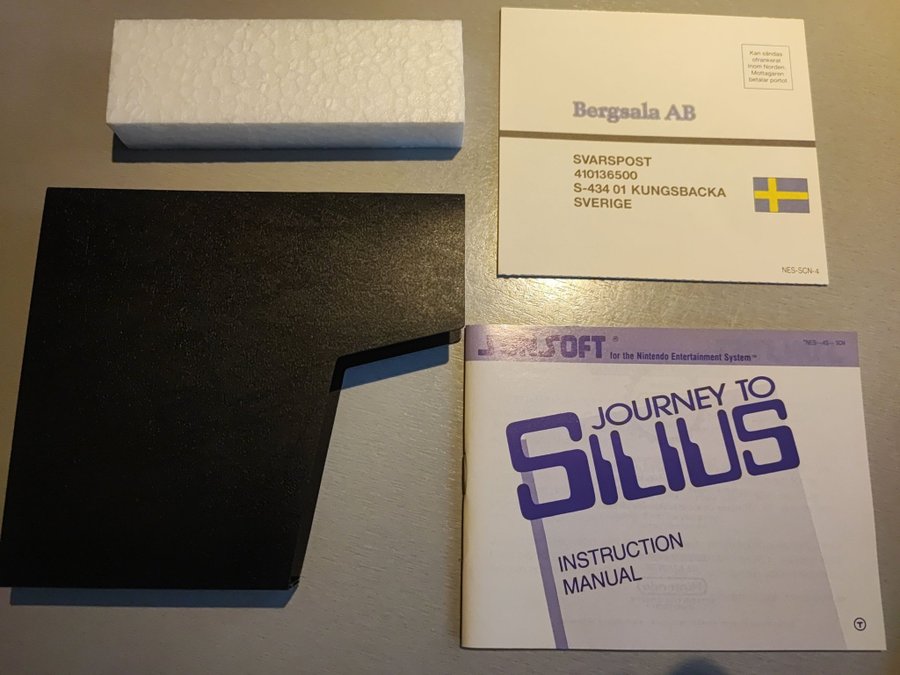 Kan sändas
ofrankerat
inom Norden.
Mottagaren
betalar portot
Bergsala AB
SVARSPOST
410136500
S-434 01 KUNGSBACKA
SVERIGE
NES-SCN-4
SUNSOFT® for the Nintendo Entertainment System™
JOURNEY TO
SILIUS
INSTRUCTION
MANUAL
T